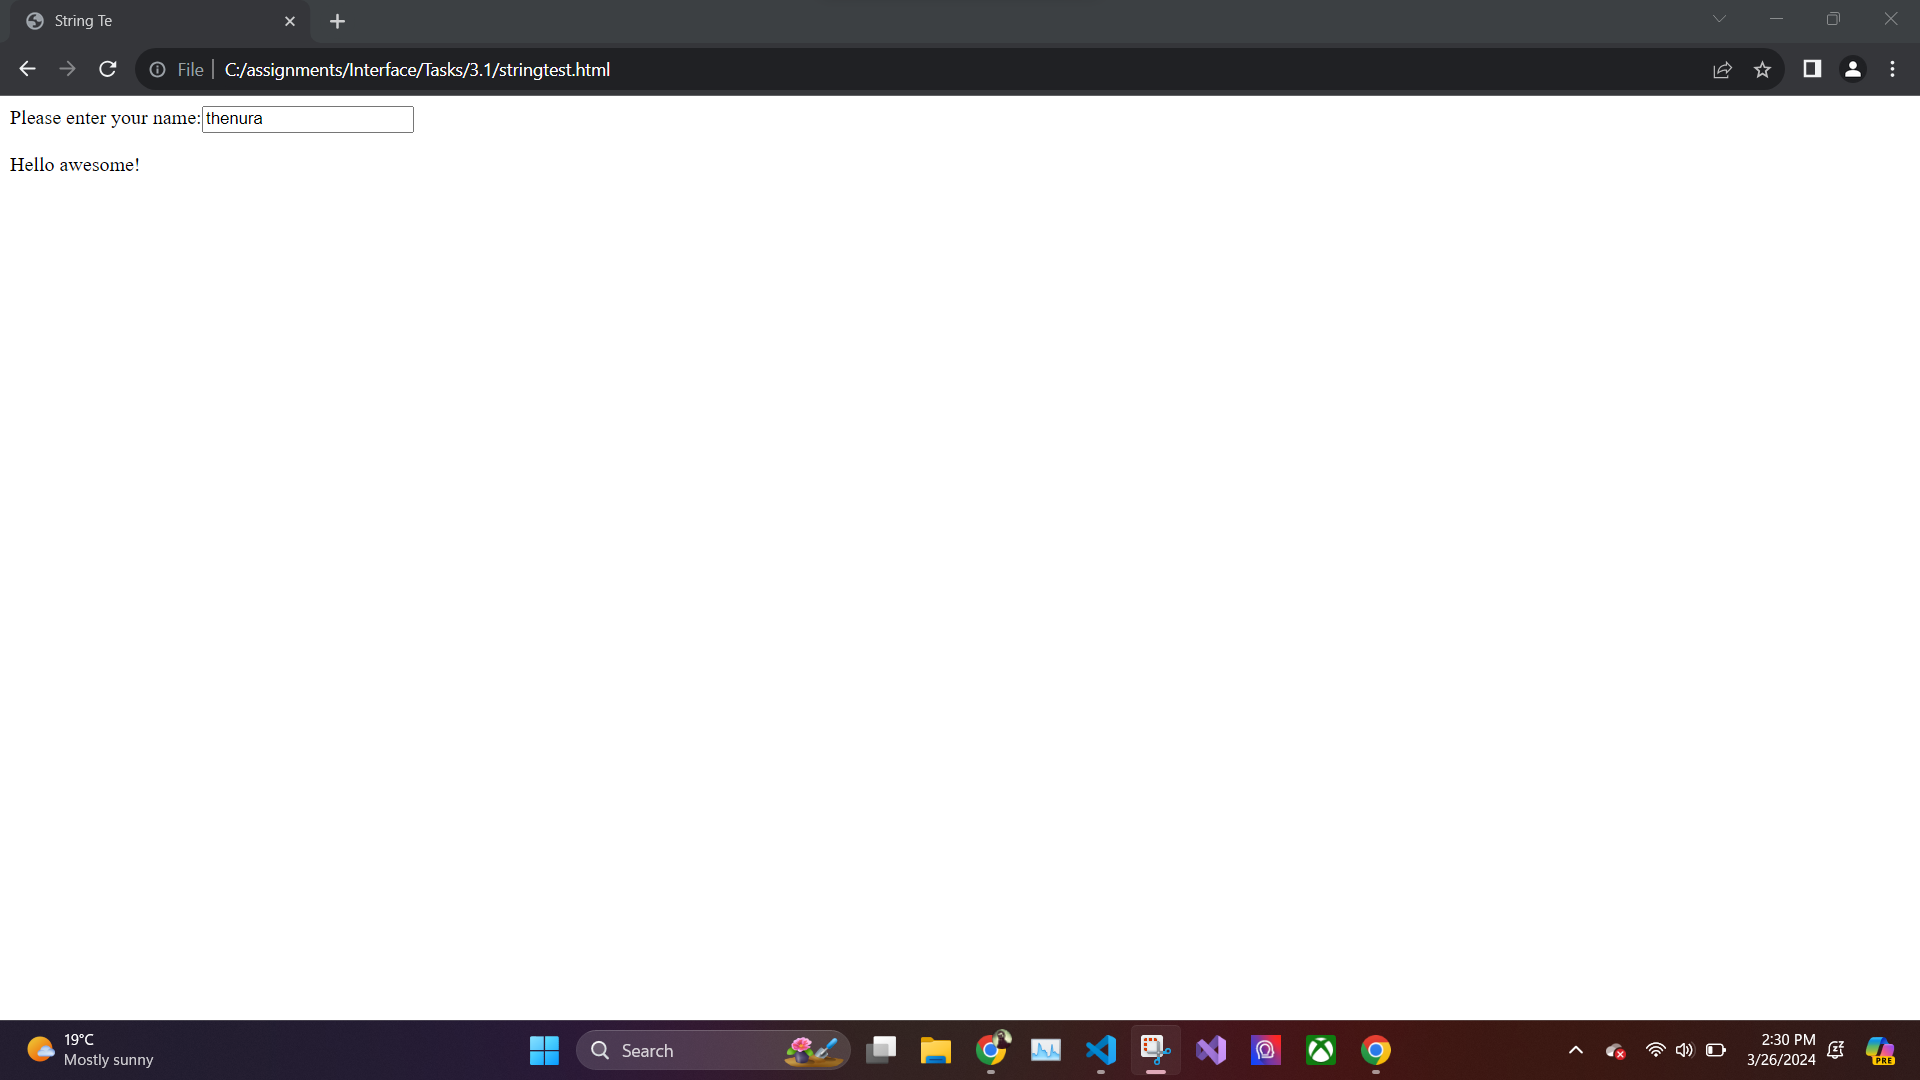 String Te
File
C:/assignments/Interface/Tasks/3.1/stringtest.html
Please enter your name: thenura
Hello awesome!
19°C
Mostly sunny
Search
2:30 PM
3/26/2024
PRE